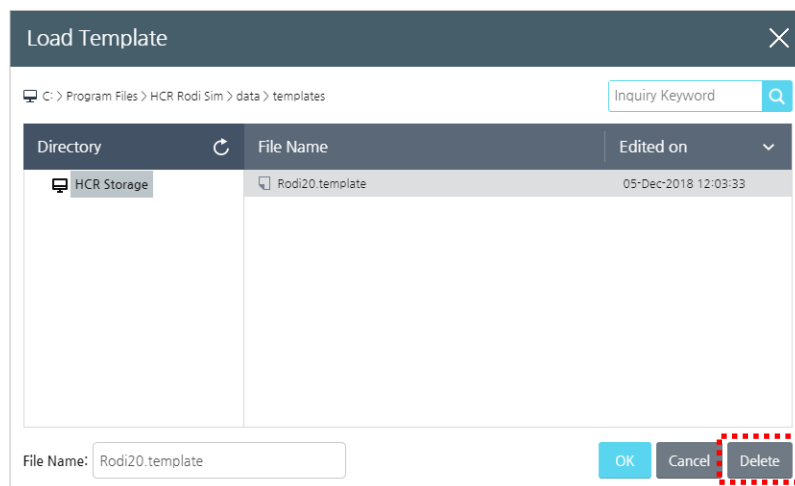 Load Template
C: > Program Files > HCR Rodi Sim > data > templates
Inquiry Keyword
Directory File Name Edited on
HCR Storage Rodi20.template 05-Dec-2018 12:03:33
File Name: Rodi20.template OK Cancel Delete